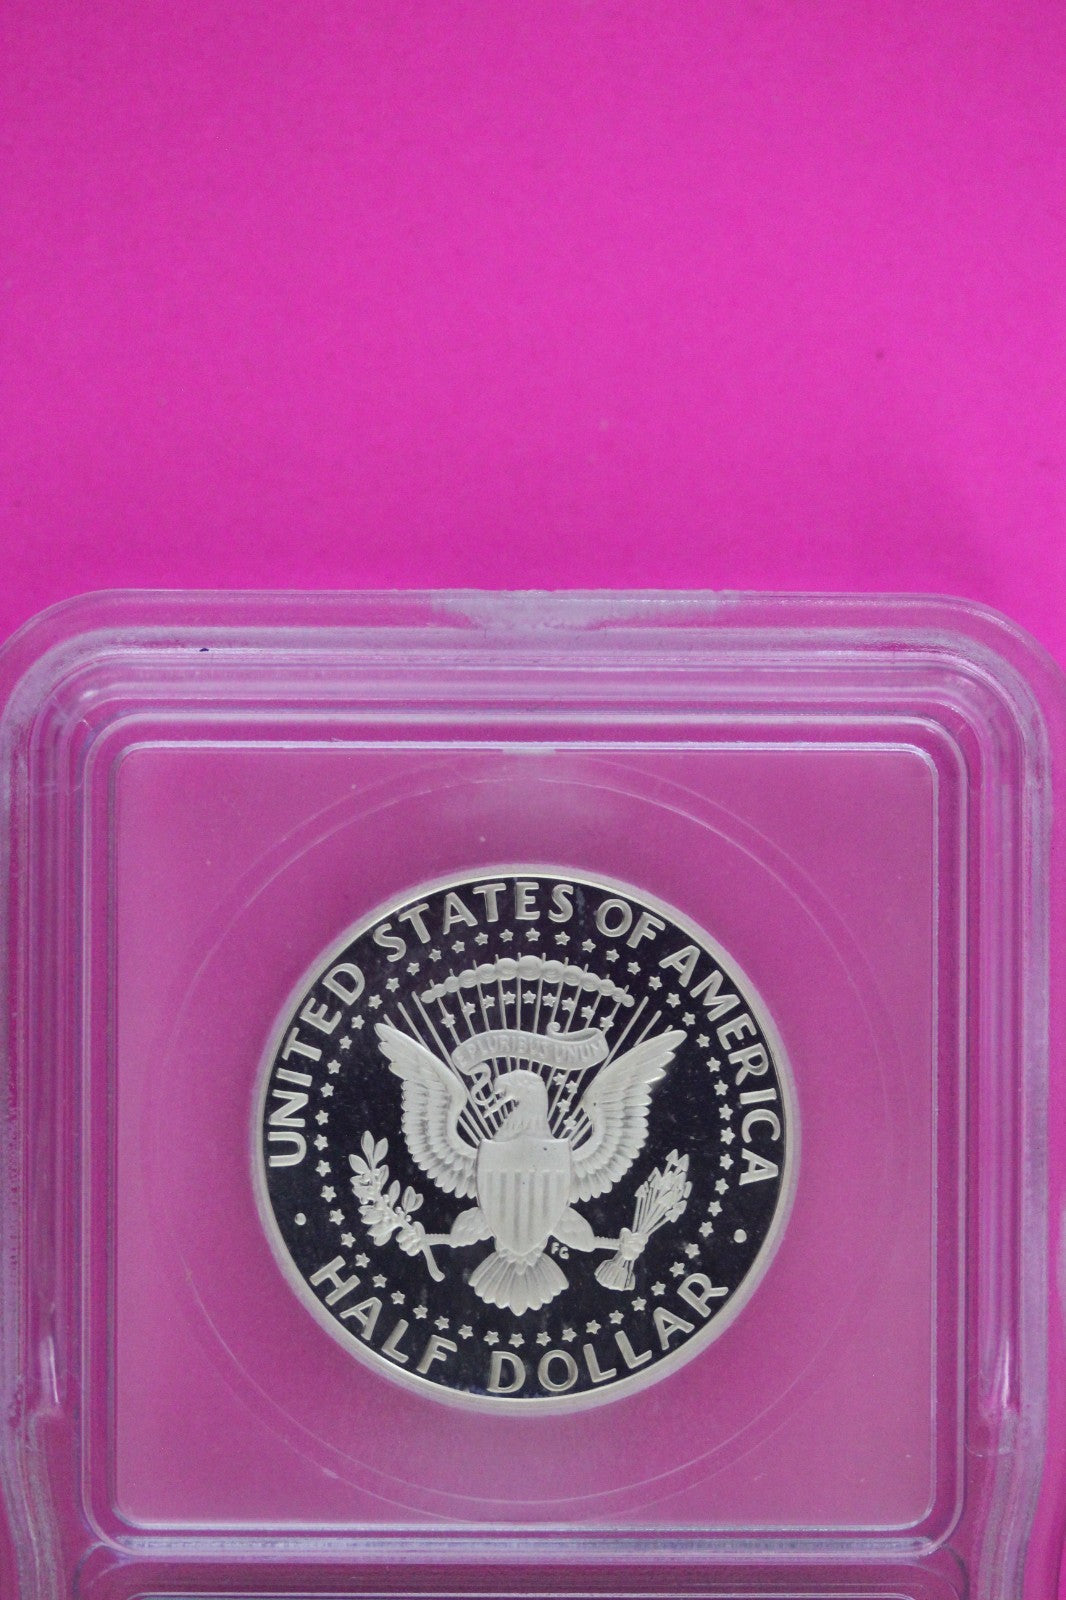 UNITED STATES OF AMERICA
E PLURIBUS UNUM
FG
HALF DOLLAR